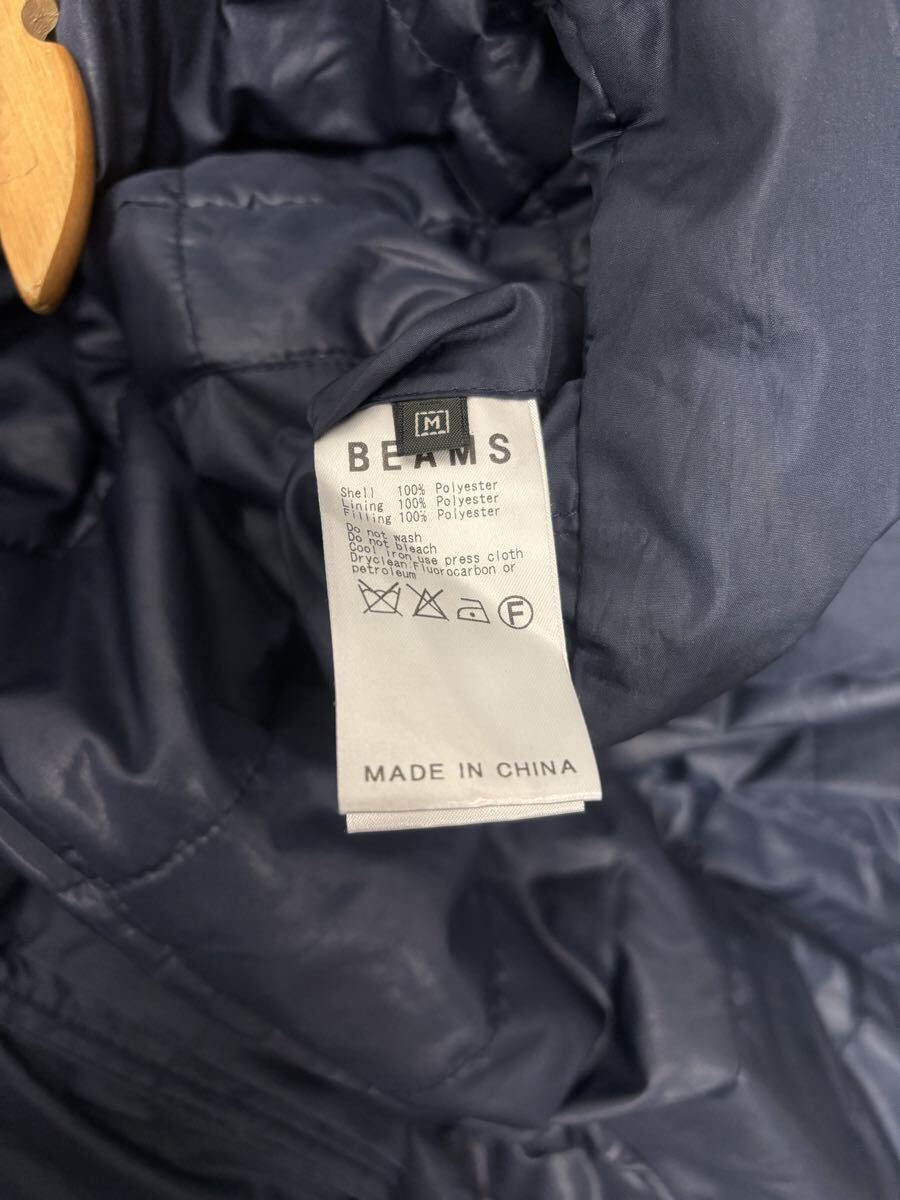 M
BEAMS
Shell 100% Polyester
Lining 100% Polyester
Filling 100% Polyester
Do not wash
Do not bleach
Cool iron use press cloth
Dryclean Fluorocarbon or
petroleum
F
MADE IN CHINA